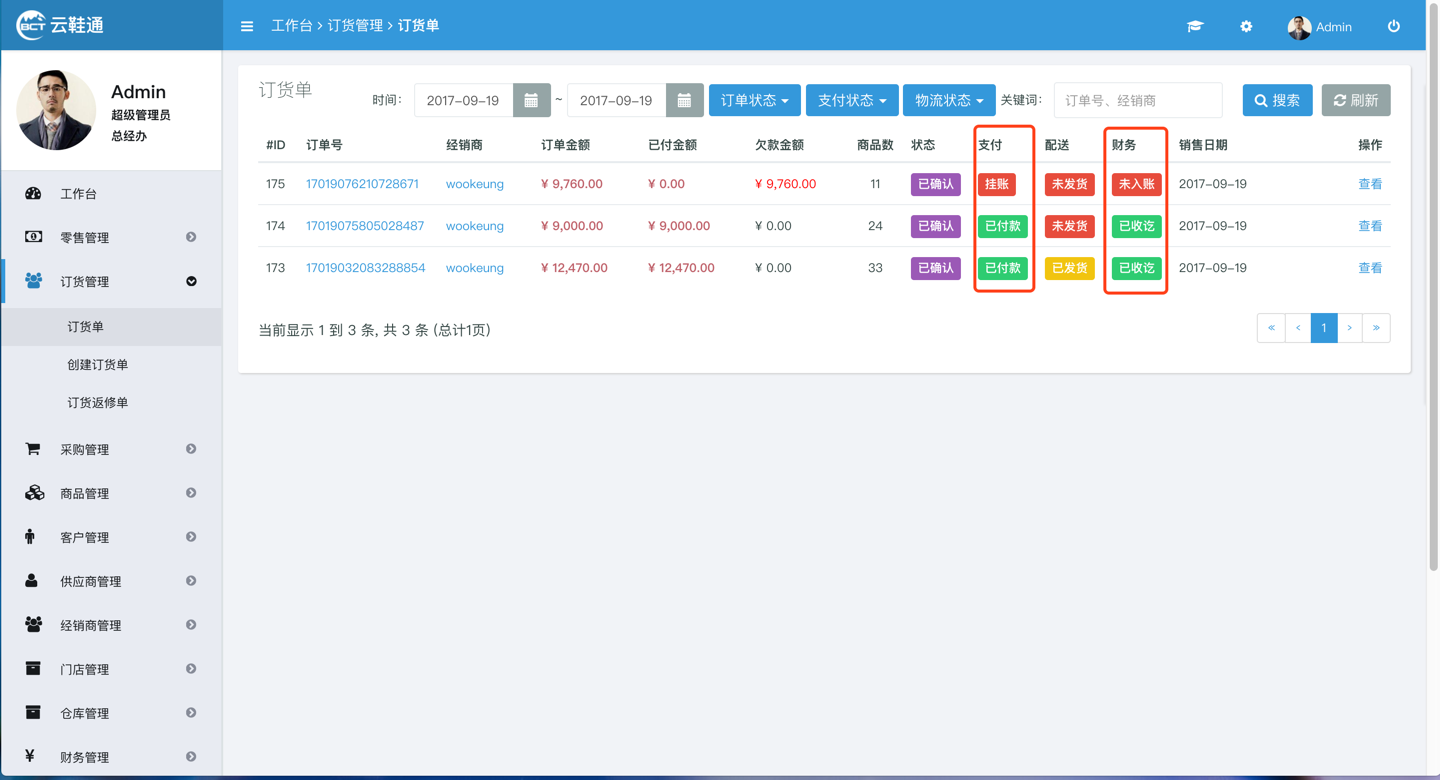 BCT 云鞋通
工作台 > 订货管理 > 订货单
Admin
Admin
超级管理员
总经办
工作台
零售管理
订货管理
订货单
创建订货单
订货返修单
采购管理
商品管理
客户管理
供应商管理
经销商管理
门店管理
仓库管理
¥ 财务管理
订货单
时间: 2017-09-19 ~ 2017-09-19 订单状态 支付状态 物流状态 关键词: 订单号、经销商 搜索 刷新
#ID 订单号 经销商 订单金额 已付金额 欠款金额 商品数 状态 支付 配送 财务 销售日期 操作
175 17019076210728671 wookeung ¥ 9,760.00 ¥ 0.00 ¥ 9,760.00 11 已确认 挂账 未发货 未入账 2017-09-19 查看
174 17019075805028487 wookeung ¥ 9,000.00 ¥ 9,000.00 ¥ 0.00 24 已确认 已付款 未发货 已收讫 2017-09-19 查看
173 17019032083288854 wookeung ¥ 12,470.00 ¥ 12,470.00 ¥ 0.00 33 已确认 已付款 已发货 已收讫 2017-09-19 查看
当前显示 1 到 3 条, 共 3 条 (总计1页)
« ‹ 1 › »